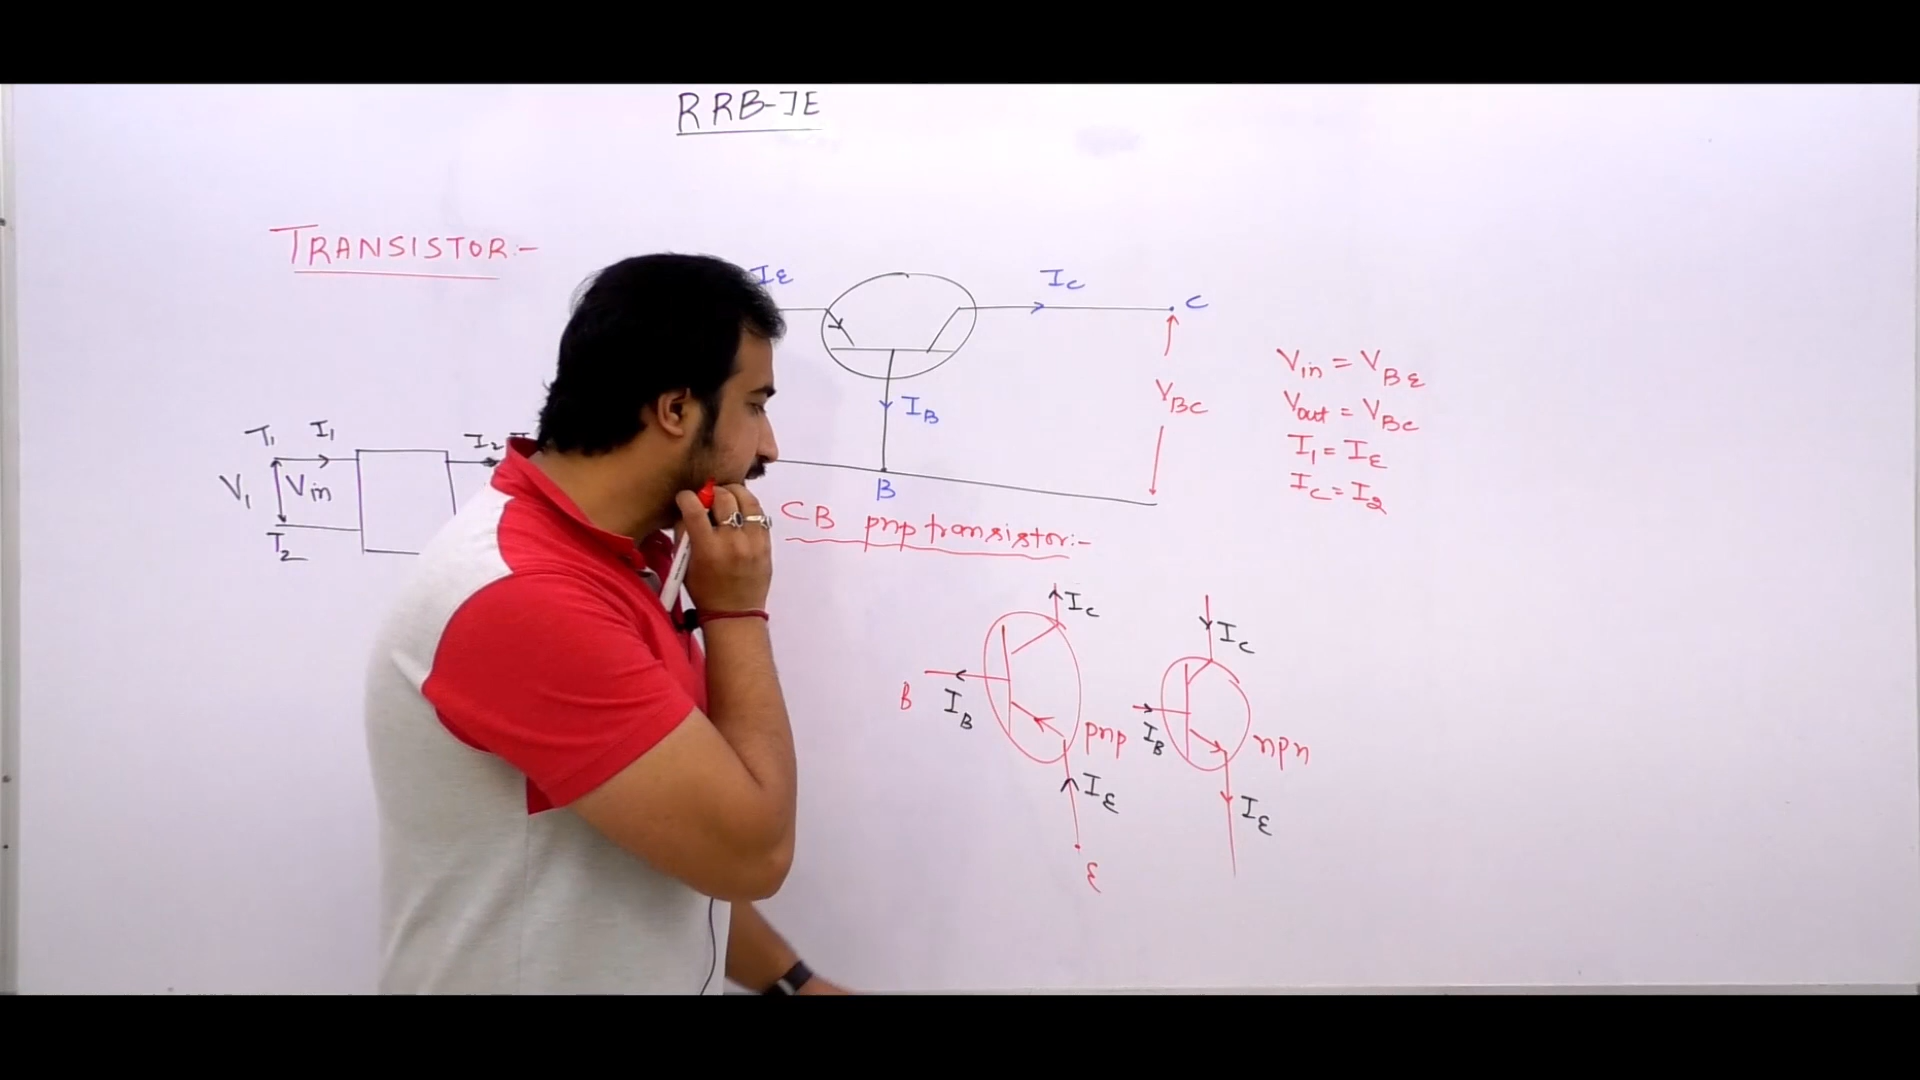 RRB-JE
TRANSISTOR:-
IE
IC
C
IB
VBC
B
Vin = VBE
Vout = VBC
I1 = IE
IC = I2
T1
I1
I2
V1
Vin
T2
CB pnp transistor:-
IC
B
IB
pnp
IE
E
IC
IB
npn
IE